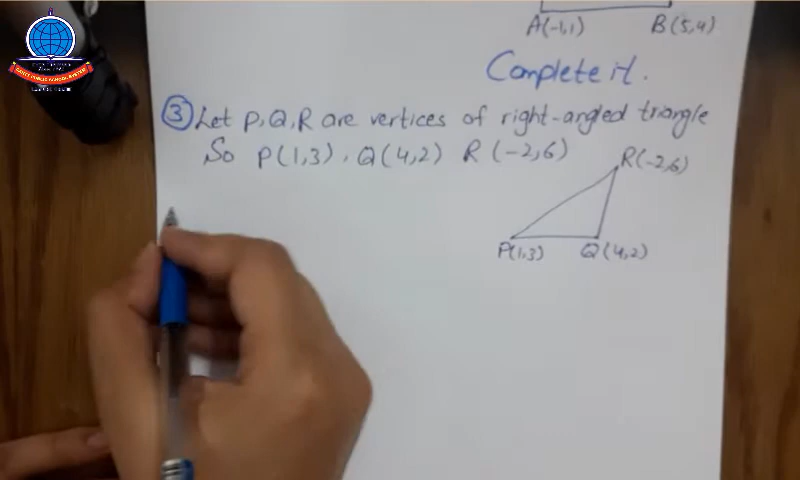 A(-1,1) B(5,4)
Complete it.
③ Let P,Q,R are vertices of right-angled triangle
So P(1,3), Q(4,2) R (-2,6)
R(-2,6)
P(1,3) Q(4,2)